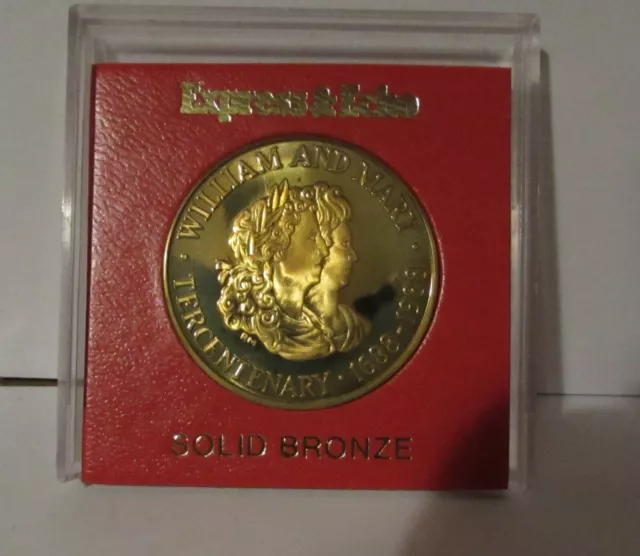 Express & Echo
· WILLIAM AND MARY ·
TERCENTENARY · 1688-1988
SOLID BRONZE